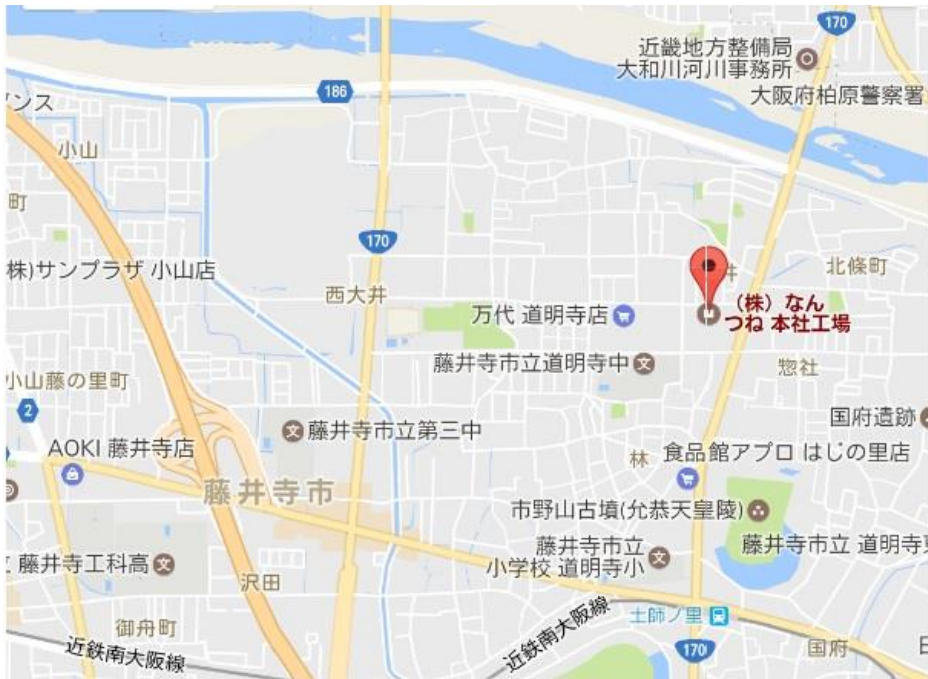 170
近畿地方整備局
大和川河川事務所
大阪府柏原警察署
186
ンス
小山
町
170
北條町
井
株)サンプラザ 小山店
西大井
万代 道明寺店
(株)なん
つね 本社工場
藤井寺市立道明寺中
惣社
小山藤の里町
2
国府遺跡
藤井寺市立第三中
AOKI 藤井寺店
林
食品館アプロ はじの里店
藤井寺市
市野山古墳(允恭天皇陵)
藤井寺市立
小学校 道明寺小
藤井寺市立 道明寺東
藤井寺工科高
沢田
土師ノ里
御舟町
近鉄南大阪線
近鉄南大阪線
170
国府